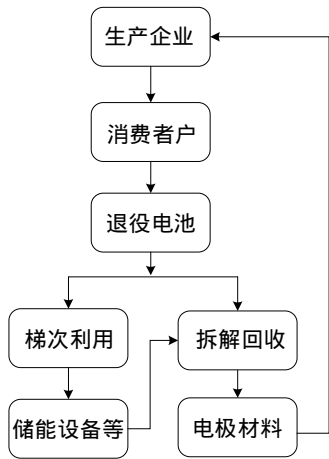 生产企业
消费者户
退役电池
梯次利用
拆解回收
储能设备等
电极材料